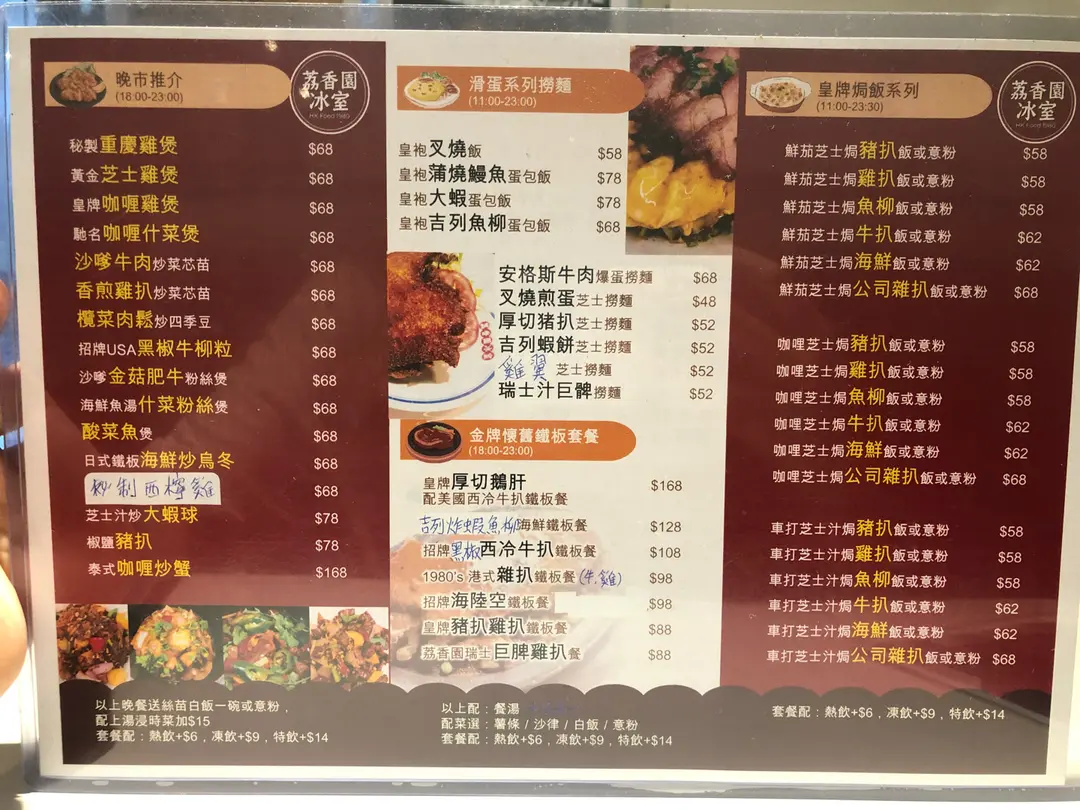 晚市推介
(18:00-23:00)
荔香園
冰室
秘製重慶雞煲 $68
黃金芝士雞煲 $68
皇牌咖喱雞煲 $68
馳名咖喱什菜煲 $68
沙嗲牛肉炒菜芯苗 $68
香煎雞扒炒菜芯苗 $68
欖菜肉鬆炒四季豆 $68
招牌USA黑椒牛柳粒 $68
沙嗲金菇肥牛粉絲煲 $68
海鮮魚湯什菜粉絲煲 $68
酸菜魚煲 $68
日式鐵板海鮮炒烏冬 $68
炒制西檸雞 $68
芝士汁炒大蝦球 $78
椒鹽豬扒 $78
泰式咖喱炒蟹 $168
以上晚餐送絲苗白飯一碗或意粉，
配上湯浸時菜加$15
套餐配：熱飲+$6，凍飲+$9，特飲+$14
滑蛋系列撈麵
(11:00-23:00)
皇袍叉燒飯 $58
皇袍蒲燒鰻魚蛋包飯 $78
皇袍大蝦蛋包飯 $78
皇袍吉列魚柳蛋包飯 $68
安格斯牛肉爆蛋撈麵 $68
叉燒煎蛋芝士撈麵 $48
厚切豬扒芝士撈麵 $52
吉列蝦餅芝士撈麵 $52
雞翼 芝士撈麵 $52
瑞士汁巨髀撈麵 $52
金牌懷舊鐵板套餐
(18:00-23:00)
皇牌厚切鵝肝 $168
配美國西冷牛扒鐵板餐
吉列炸蝦魚柳海鮮鐵板餐 $128
招牌黑椒西冷牛扒鐵板餐 $108
1980's 港式雜扒鐵板餐(牛.雞) $98
招牌海陸空鐵板餐 $98
皇牌豬扒雞扒鐵板餐 $88
荔香園瑞士巨髀雞扒餐 $88
以上配：餐湯
配菜選：薯條 / 沙律 / 白飯 / 意粉
套餐配：熱飲+$6，凍飲+$9，特飲+$14
皇牌焗飯系列
(11:00-23:30)
荔香園
冰室
鮮茄芝士焗豬扒飯或意粉 $58
鮮茄芝士焗雞扒飯或意粉 $58
鮮茄芝士焗魚柳飯或意粉 $58
鮮茄芝士焗牛扒飯或意粉 $62
鮮茄芝士焗海鮮飯或意粉 $62
鮮茄芝士焗公司雜扒飯或意粉 $68
咖哩芝士焗豬扒飯或意粉 $58
咖哩芝士焗雞扒飯或意粉 $58
咖哩芝士焗魚柳飯或意粉 $58
咖哩芝士焗牛扒飯或意粉 $62
咖哩芝士焗海鮮飯或意粉 $62
咖哩芝士焗公司雜扒飯或意粉 $68
車打芝士汁焗豬扒飯或意粉 $58
車打芝士汁焗雞扒飯或意粉 $58
車打芝士汁焗魚柳飯或意粉 $58
車打芝士汁焗牛扒飯或意粉 $62
車打芝士汁焗海鮮飯或意粉 $62
車打芝士汁焗公司雜扒飯或意粉 $68
套餐配：熱飲+$6，凍飲+$9，特飲+$14